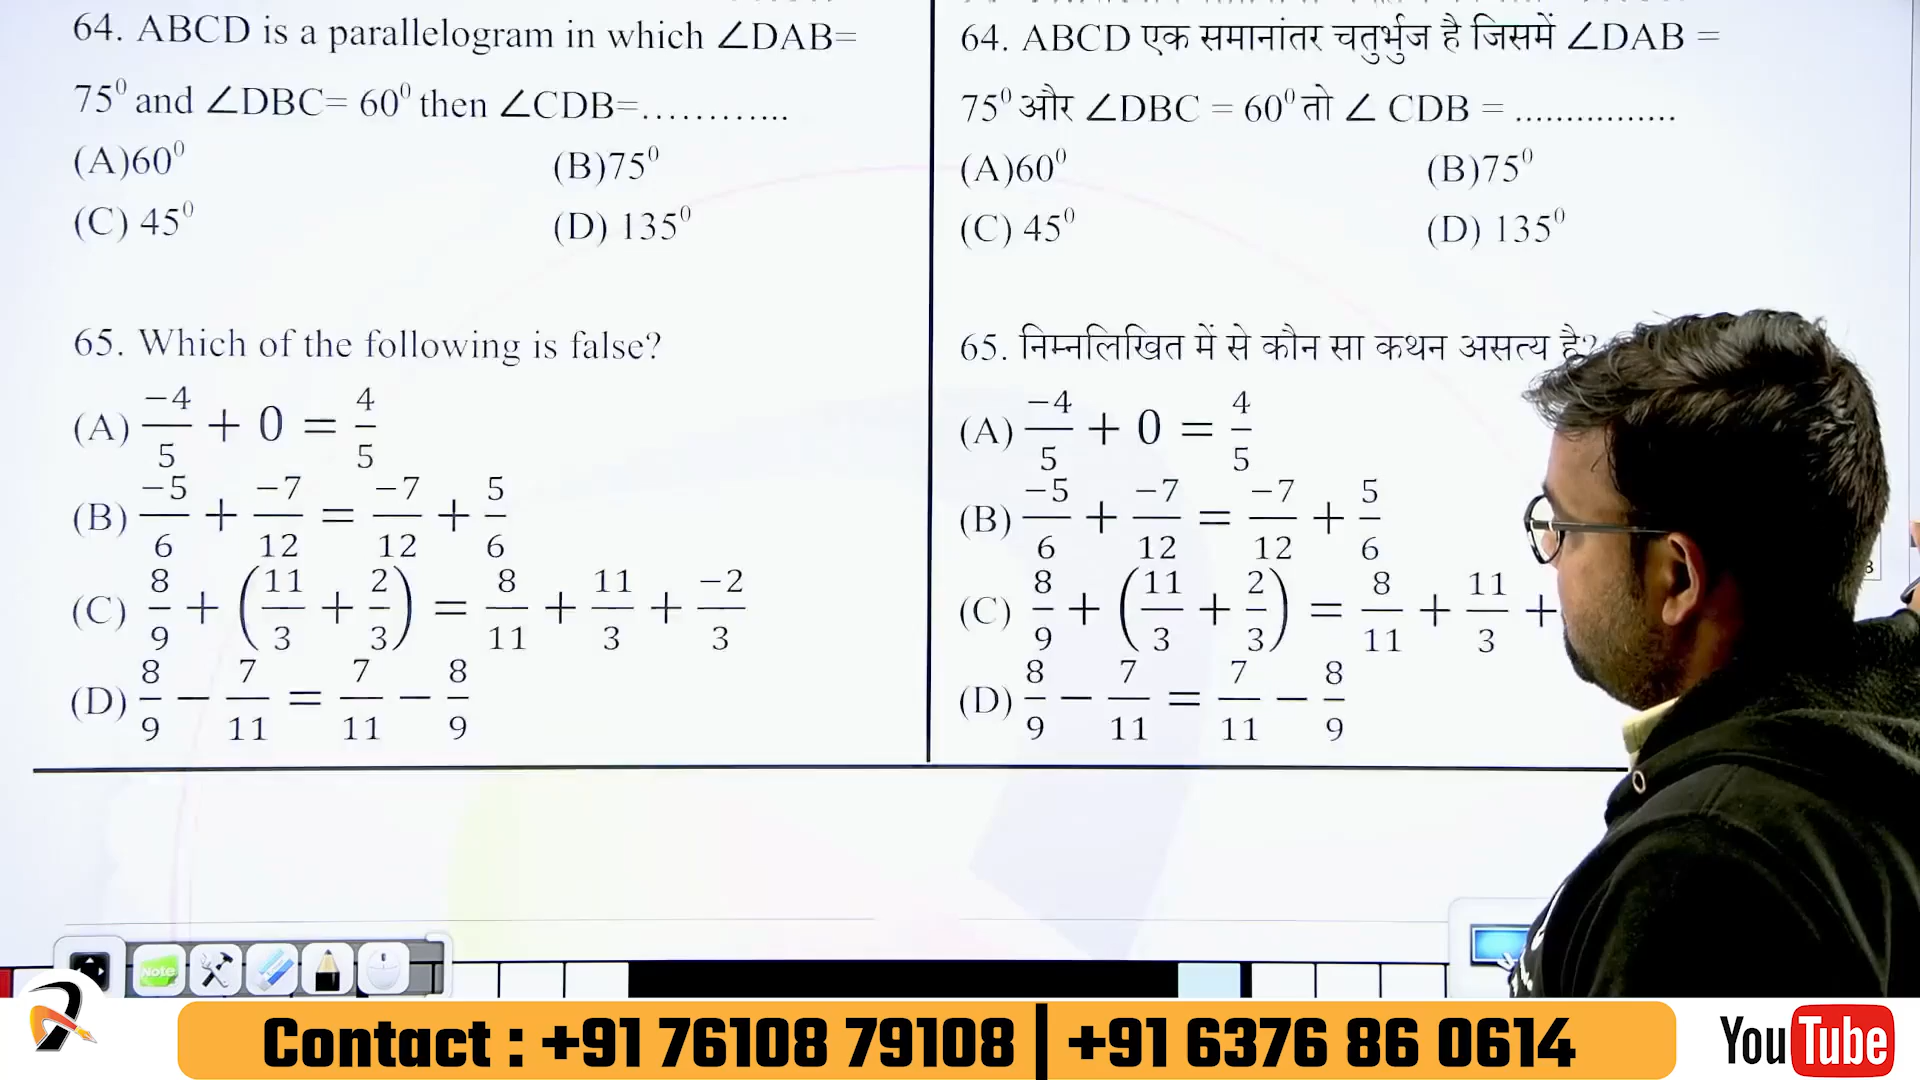 64. ABCD is a parallelogram in which ∠DAB=
75⁰ and ∠DBC= 60⁰ then ∠CDB=............
(A)60⁰ (B)75⁰
(C) 45⁰ (D) 135⁰
65. Which of the following is false?
(A) −4/5 + 0 = 4/5
(B) −5/6 + −7/12 = −7/12 + 5/6
(C) 8/9 + (11/3 + 2/3) = 8/11 + 11/3 + −2/3
(D) 8/9 − 7/11 = 7/11 − 8/9
64. ABCD एक समानांतर चतुर्भुज है जिसमें ∠DAB =
75⁰ और ∠DBC = 60⁰ तो ∠ CDB = ................
(A)60⁰ (B)75⁰
(C) 45⁰ (D) 135⁰
65. निम्नलिखित में से कौन सा कथन असत्य है?
(A) −4/5 + 0 = 4/5
(B) −5/6 + −7/12 = −7/12 + 5/6
(C) 8/9 + (11/3 + 2/3) = 8/11 + 11/3 +
(D) 8/9 − 7/11 = 7/11 − 8/9
Note
Contact : +91 76108 79108 | +91 6376 86 0614
YouTube